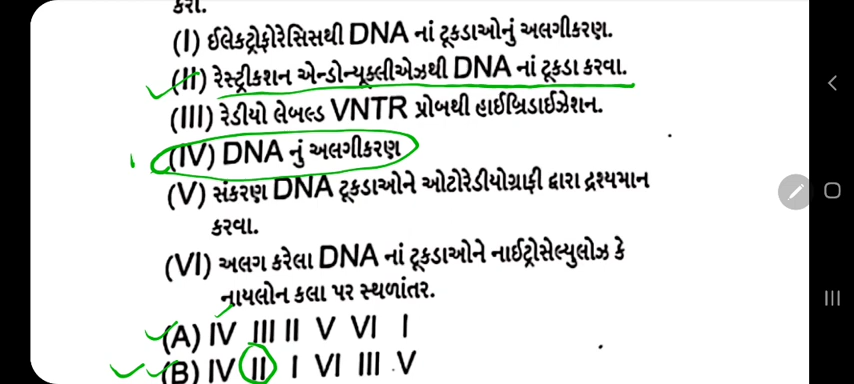 કરો.
(I) ઈલેક્ટ્રોફોરેસિસથી DNA નાં ટૂકડાઓનું અલગીકરણ.
(II) રેસ્ટ્રીકશન એન્ડોન્યૂક્લીએઝથી DNA નાં ટૂકડા કરવા.
(III) રેડીયો લેબલ્ડ VNTR પ્રોબથી હાઈબ્રિડાઈઝેશન.
(IV) DNA નું અલગીકરણ
(V) સંકરણ DNA ટૂકડાઓને ઓટોરેડીયોગ્રાફી દ્વારા દ્રશ્યમાન
કરવા.
(VI) અલગ કરેલા DNA નાં ટૂકડાઓને નાઈટ્રોસેલ્યુલોઝ કે
નાયલોન કલા પર સ્થળાંતર.
(A) IV III II V VI I
(B) IV II I VI III V